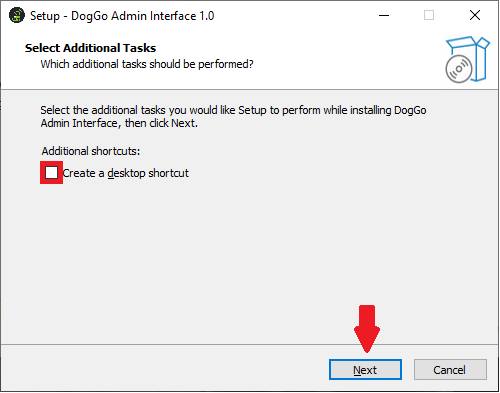 Setup - DogGo Admin Interface 1.0
Select Additional Tasks
Which additional tasks should be performed?
Select the additional tasks you would like Setup to perform while installing DogGo
Admin Interface, then click Next.
Additional shortcuts:
Create a desktop shortcut
Next
Cancel